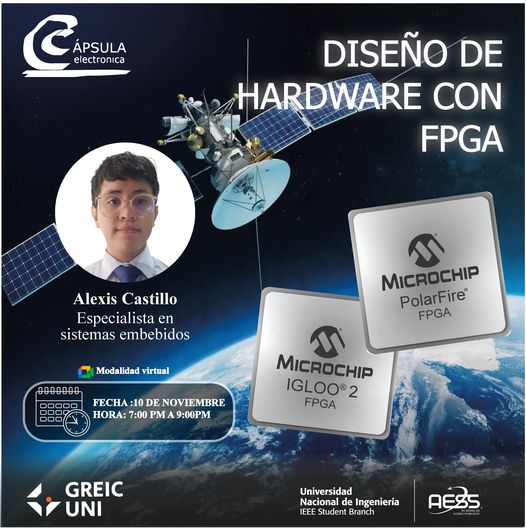 CÁPSULA
electronica
DISEÑO DE
HARDWARE CON
FPGA
MICROCHIP
PolarFire®
FPGA
MICROCHIP
IGLOO® 2
FPGA
Alexis Castillo
Especialista en
sistemas embebidos
Modalidad virtual
FECHA :10 DE NOVIEMBRE
HORA: 7:00 PM A 9:00PM
GREIC
UNI
Universidad
Nacional de Ingeniería
IEEE Student Branch
AESS